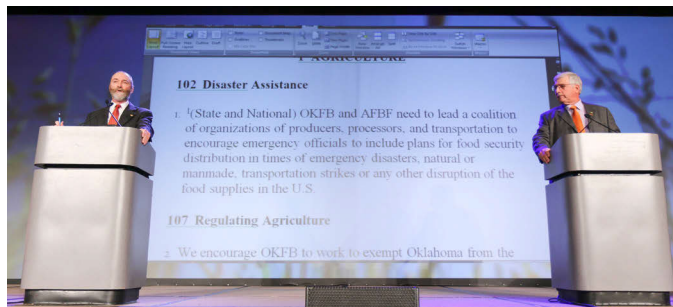 1 AGRICULTURE
102 Disaster Assistance
1. ¹(State and National) OKFB and AFBF need to lead a coalition
of organizations of producers, processors, and transportation to
encourage emergency officials to include plans for food security
distribution in times of emergency disasters, natural or
manmade, transportation strikes or any other disruption of the
food supplies in the U.S.
107 Regulating Agriculture
2. We encourage OKFB to work to exempt Oklahoma from the